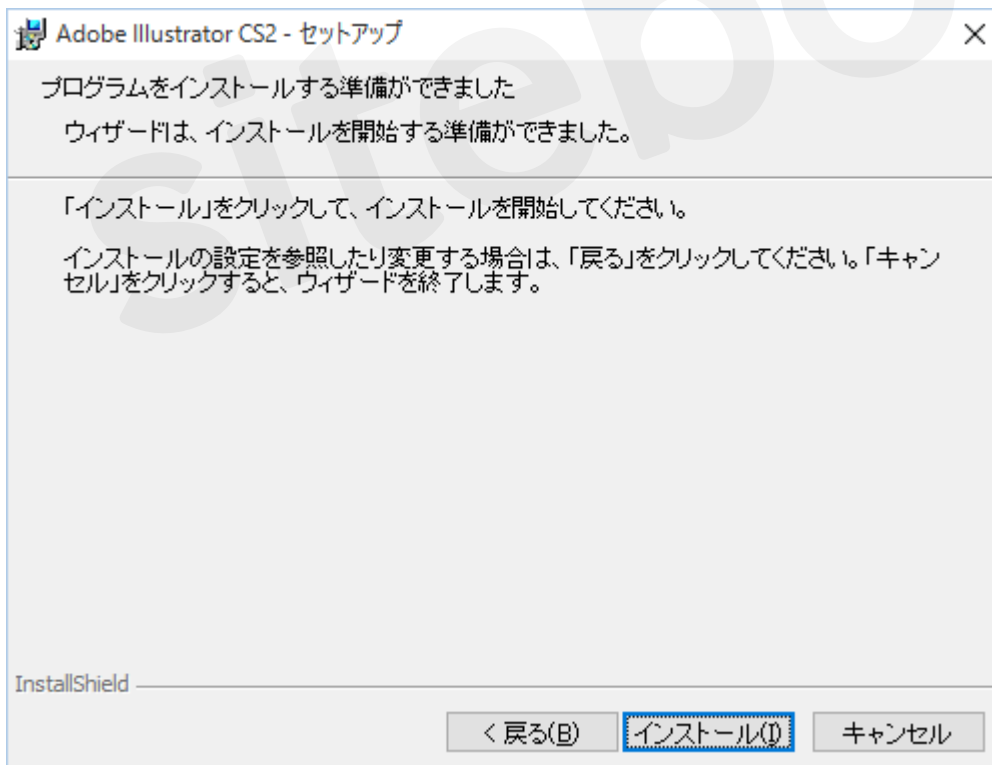 Adobe Illustrator CS2 - セットアップ
プログラムをインストールする準備ができました
ウィザードは、インストールを開始する準備ができました。
「インストール」をクリックして、インストールを開始してください。
インストールの設定を参照したり変更する場合は、「戻る」をクリックしてください。「キャン
セル」をクリックすると、ウィザードを終了します。
InstallShield
< 戻る(B) インストール(I) キャンセル
sitebo